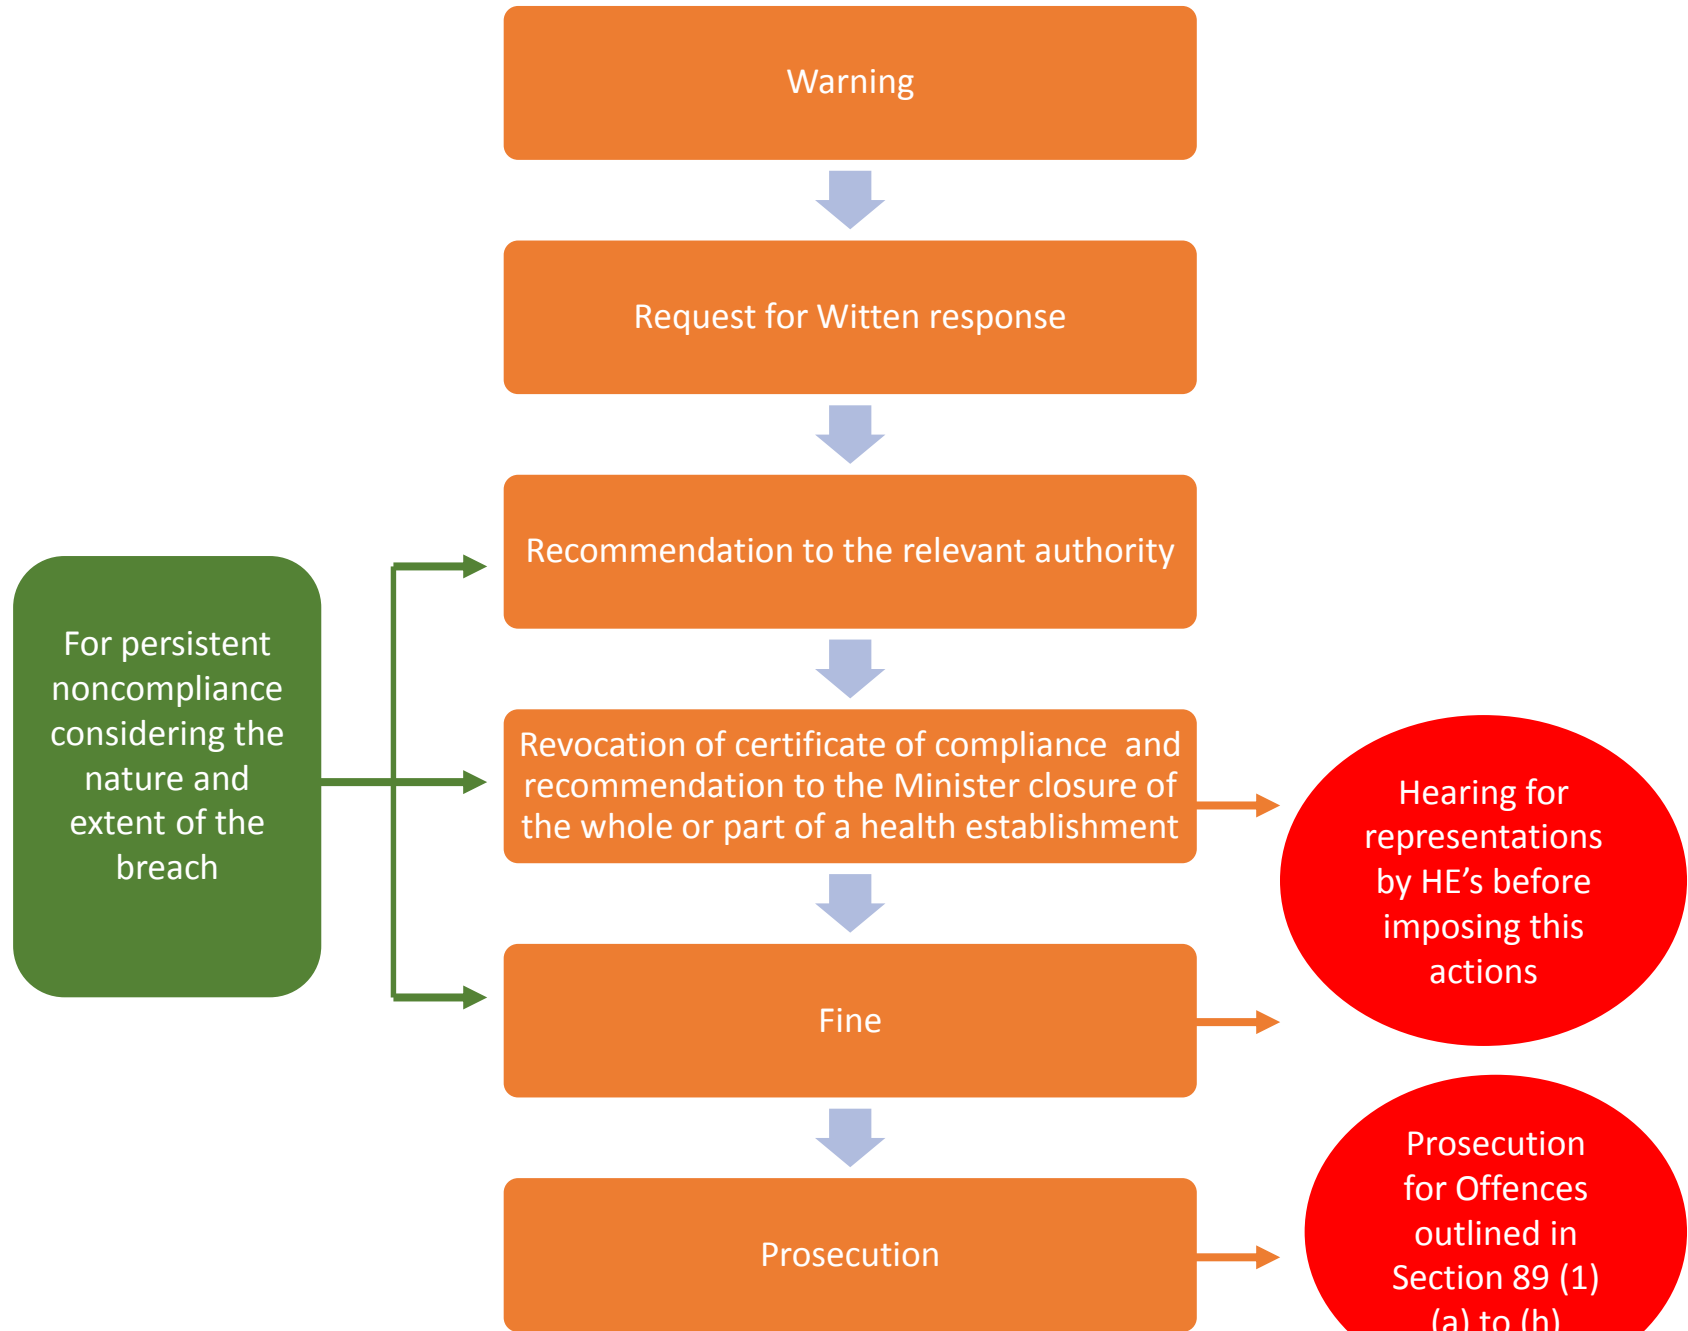 Warning
Request for Witten response
Recommendation to the relevant authority
For persistent
noncompliance
considering the
nature and
extent of the
breach
Revocation of certificate of compliance  and
recommendation to the Minister closure of
the whole or part of a health establishment
Hearing for
representations
by HE’s before
imposing this
actions
Fine
Prosecution
Prosecution
for Offences
outlined in
Section 89 (1)
(a) to (h)